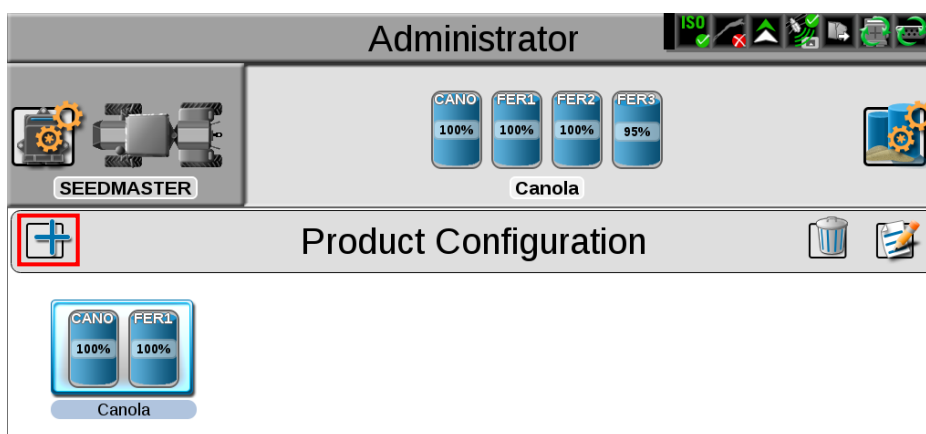 Administrator
ISO
CANO FER1 FER2 FER3
100% 100% 100% 95%
SEEDMASTER
Canola
Product Configuration
CANO FER1
100% 100%
Canola